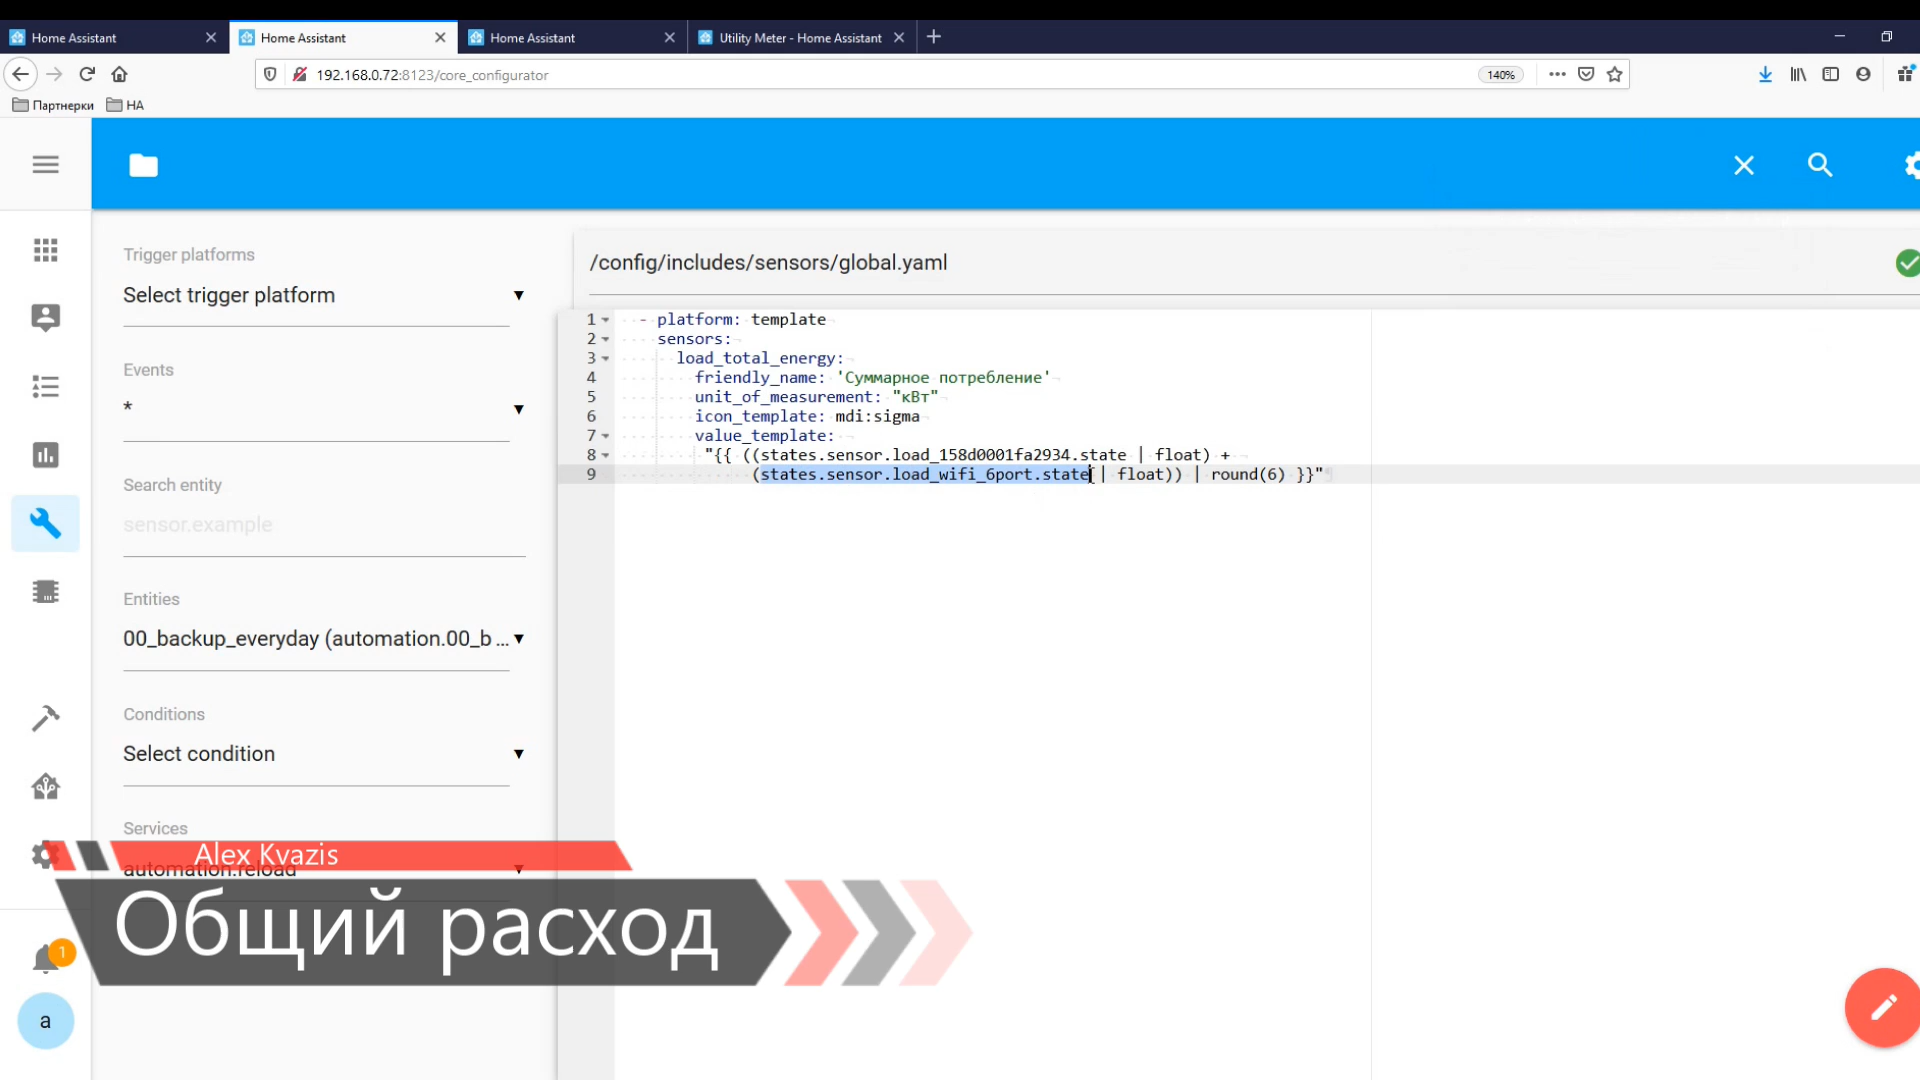 Home Assistant
Home Assistant
Home Assistant
Utility Meter - Home Assistant
192.168.0.72:8123/core_configurator
140%
Партнерки
HA
/config/includes/sensors/global.yaml
Trigger platforms
Select trigger platform
Events
*
Search entity
sensor.example
Entities
00_backup_everyday (automation.00_b ...
Conditions
Select condition
Services
automation.reload
1 - platform: template
2 sensors:
3 load_total_energy:
4 friendly_name: 'Суммарное потребление'
5 unit_of_measurement: "кВт"
6 icon_template: mdi:sigma
7 value_template:
8 "{{ ((states.sensor.load_158d0001fa2934.state | float) +
9 (states.sensor.load_wifi_6port.state | float)) | round(6) }}"
Alex Kvazis
Общий расход
1
a